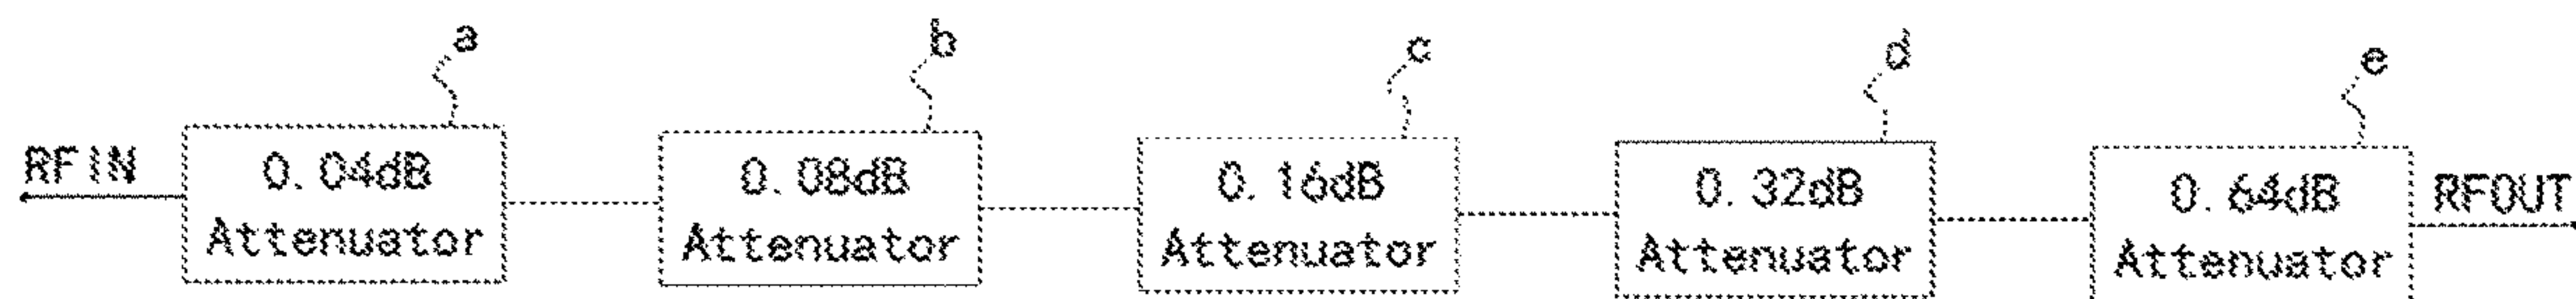 a
b
c
d
e
RFIN
0.04dB
Attenuator
0.08dB
Attenuator
0.16dB
Attenuator
0.32dB
Attenuator
0.64dB
Attenuator
RFOUT